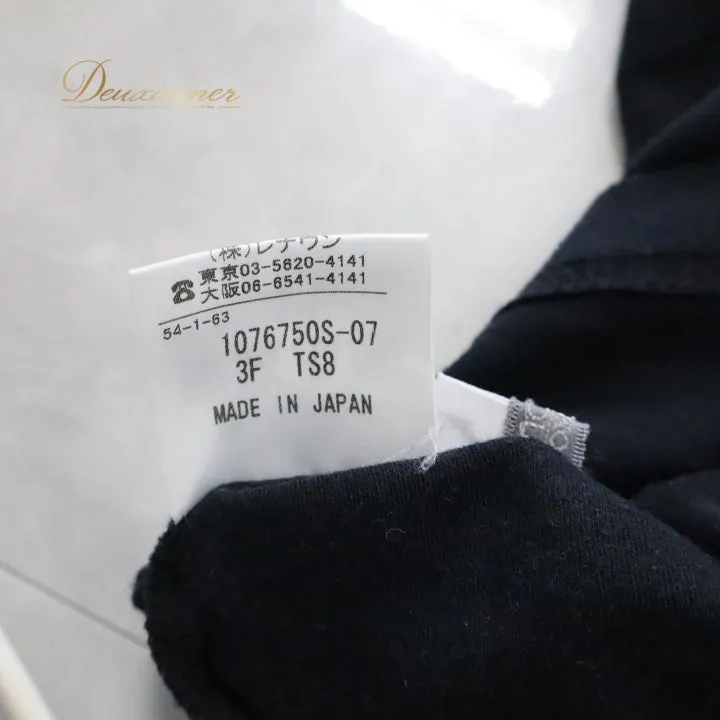 Deuxismer
(株)レナウン
東京03-5620-4141
☎大阪06-6541-4141
54-1-63
1076750S-07
3F TS8
MADE IN JAPAN